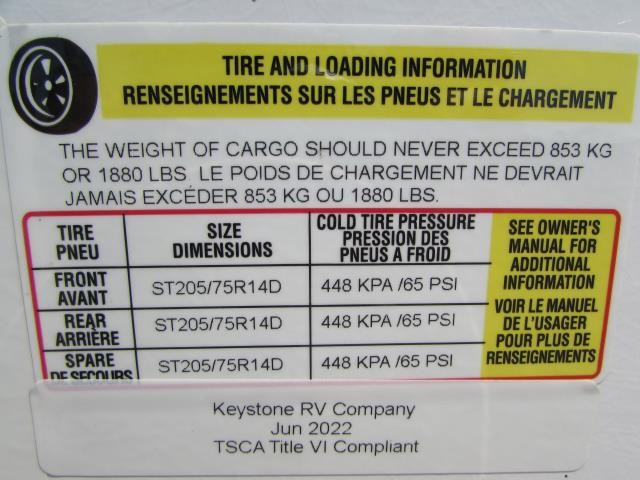 TIRE AND LOADING INFORMATION
RENSEIGNEMENTS SUR LES PNEUS ET LE CHARGEMENT
THE WEIGHT OF CARGO SHOULD NEVER EXCEED 853 KG
OR 1880 LBS. LE POIDS DE CHARGEMENT NE DEVRAIT
JAMAIS EXCÉDER 853 KG OU 1880 LBS.
TIRE
PNEU
SIZE
DIMENSIONS
COLD TIRE PRESSURE
PRESSION DES
PNEUS A FROID
SEE OWNER'S
MANUAL FOR
ADDITIONAL
INFORMATION
VOIR LE MANUEL
DE L'USAGER
POUR PLUS DE
RENSEIGNEMENTS
FRONT
AVANT
ST205/75R14D
448 KPA /65 PSI
REAR
ARRIÈRE
ST205/75R14D
448 KPA /65 PSI
SPARE
DE SECOURS
ST205/75R14D
448 KPA /65 PSI
Keystone RV Company
Jun 2022
TSCA Title VI Compliant